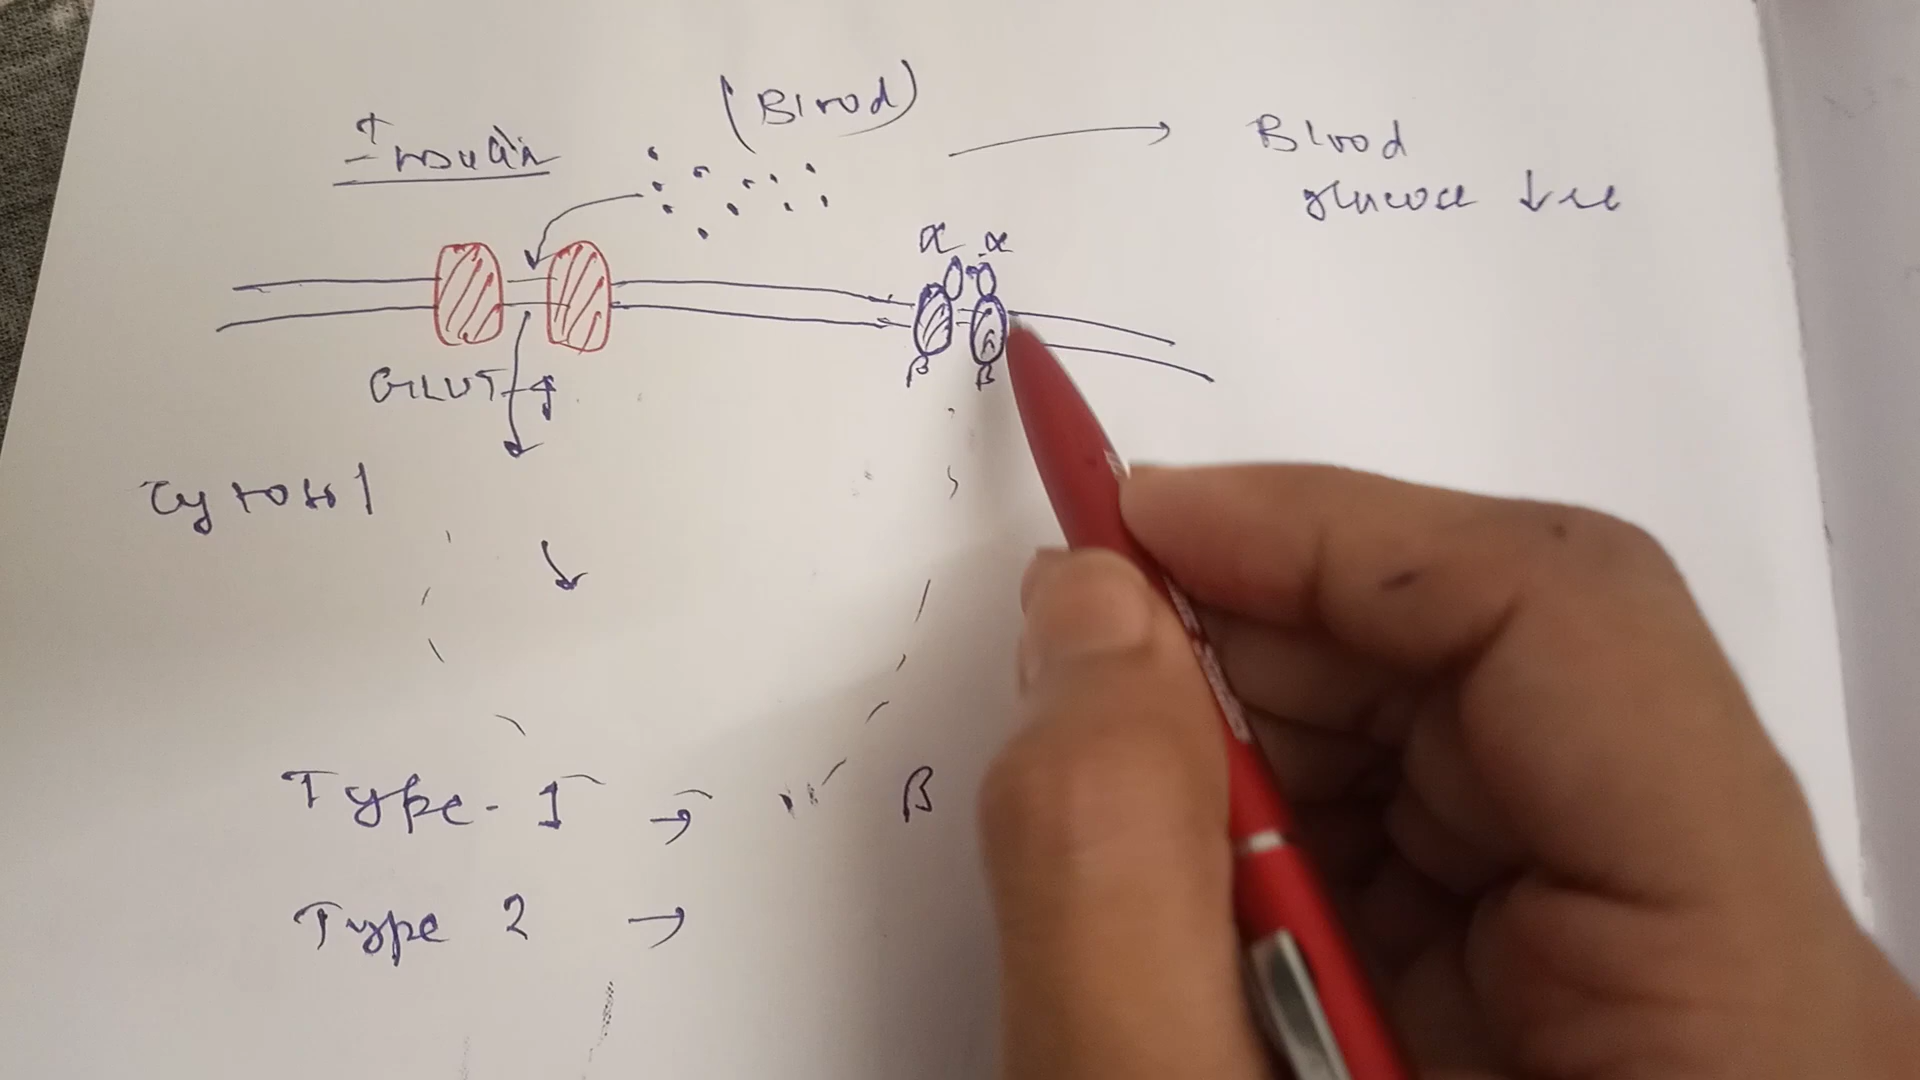 (Blood)
Insulin
Blood
glucose ↓se
α α
β β
GLUT-4
Cytosol
Type-1 → β
Type 2 →